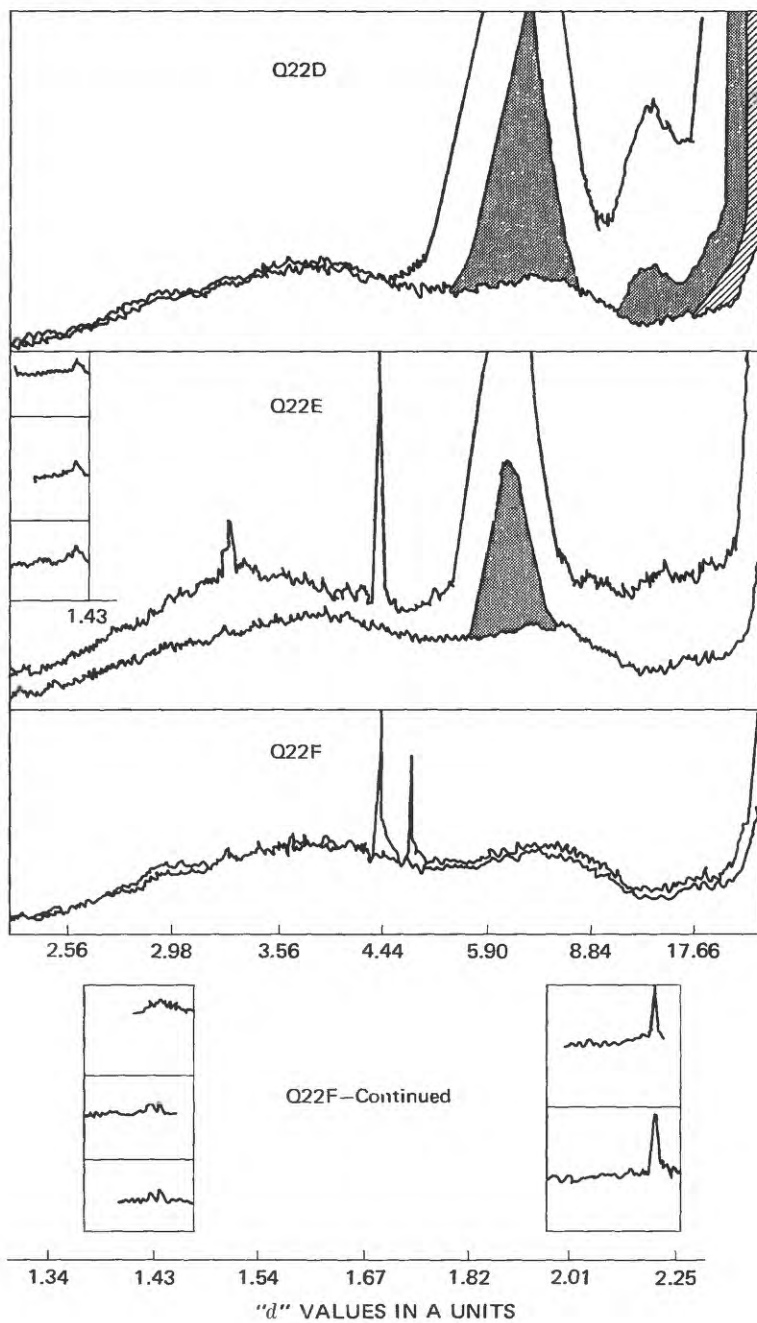 Q22D
Q22E
1.43
Q22F
2.56 2.98 3.56 4.44 5.90 8.84 17.66
Q22F—Continued
1.34 1.43 1.54 1.67 1.82 2.01 2.25
"d" VALUES IN A UNITS